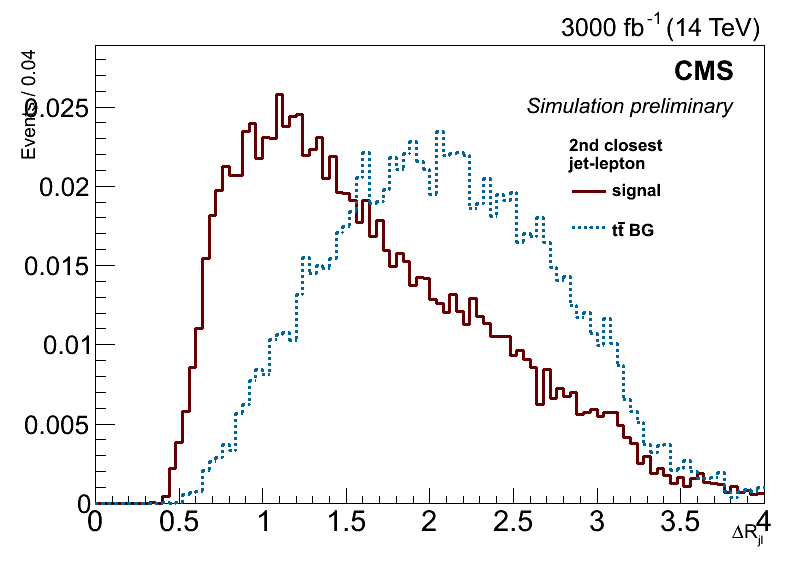 3000 fb-1 (14 TeV)
Events / 0.04
CMS
Simulation preliminary
2nd closest
jet-lepton
signal
tt̄ BG
0.025
0.02
0.015
0.01
0.005
0
0 0.5 1 1.5 2 2.5 3 3.5 4
ΔRjl